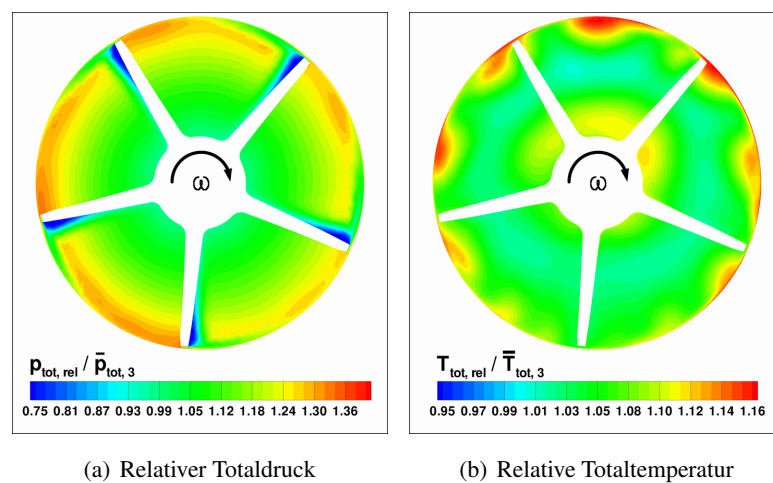 ω
p_tot, rel / p̄_tot, 3
0.75 0.81 0.87 0.93 0.99 1.05 1.12 1.18 1.24 1.30 1.36
(a) Relativer Totaldruck
ω
T_tot, rel / T̿_tot, 3
0.95 0.97 0.99 1.01 1.03 1.05 1.08 1.10 1.12 1.14 1.16
(b) Relative Totaltemperatur